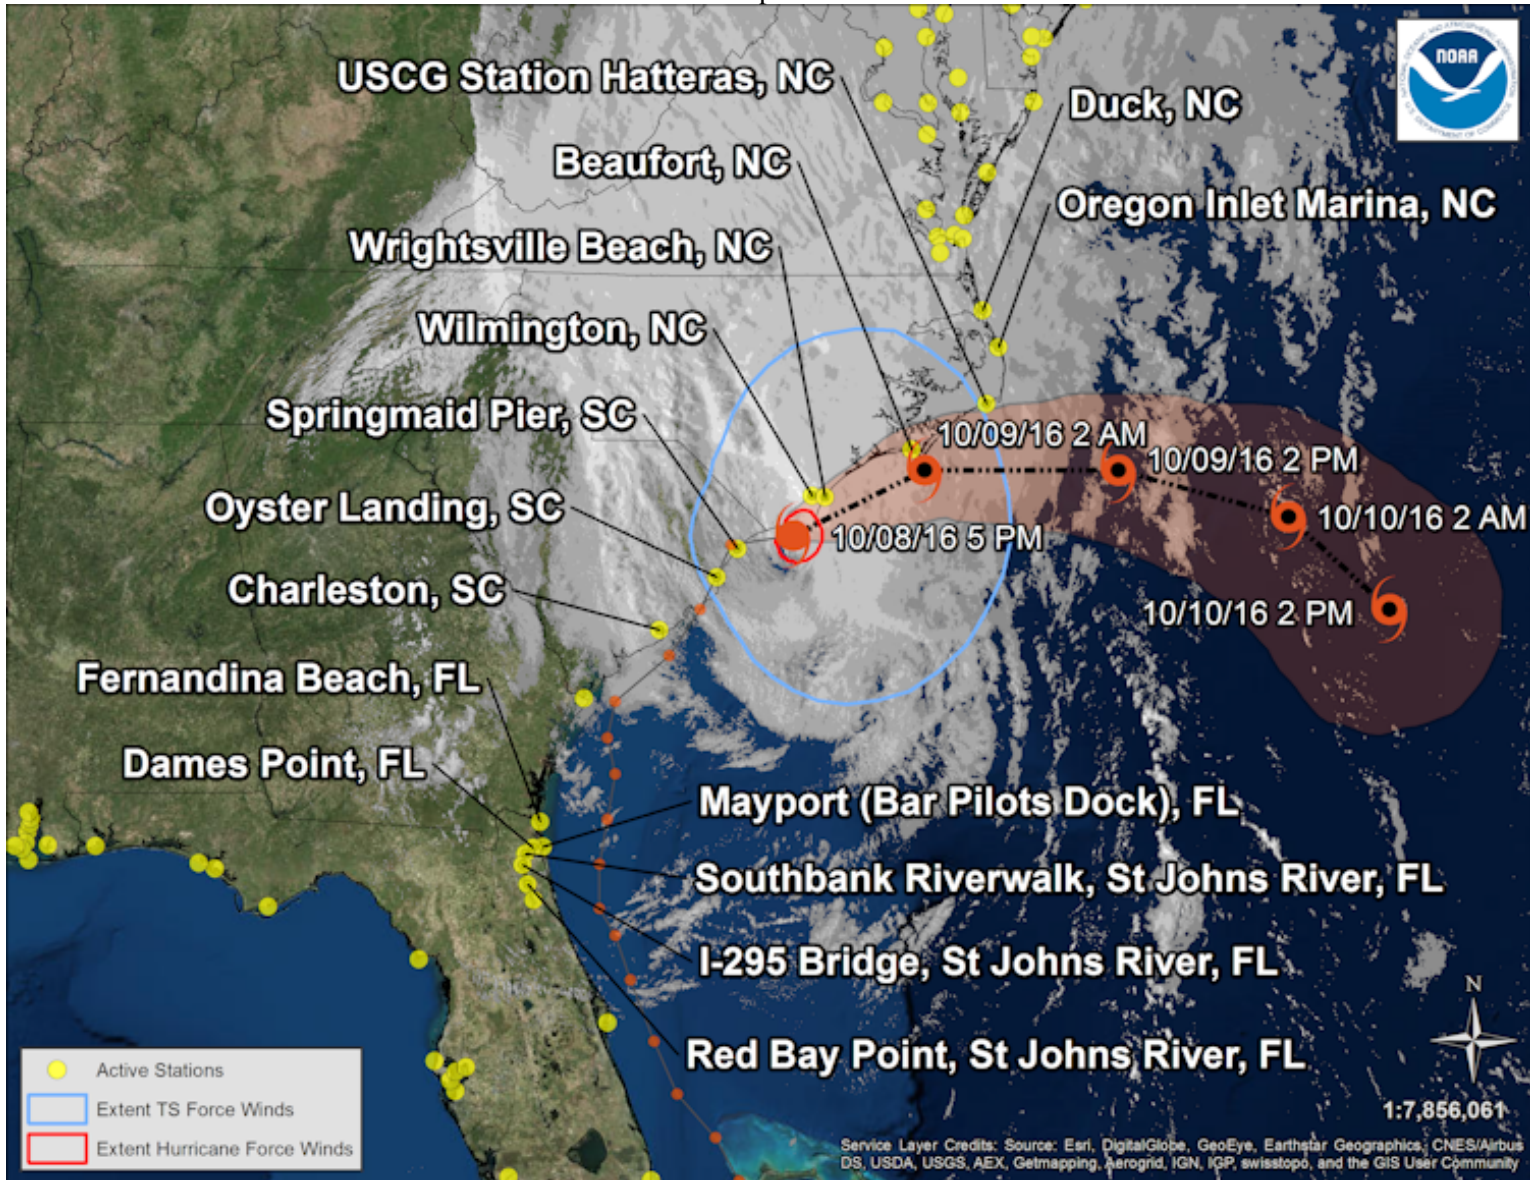 NOAA
USCG Station Hatteras, NC
Duck, NC
Beaufort, NC
Oregon Inlet Marina, NC
Wrightsville Beach, NC
Wilmington, NC
Springmaid Pier, SC
10/09/16 2 AM
10/09/16 2 PM
Oyster Landing, SC
10/08/16 5 PM
10/10/16 2 AM
Charleston, SC
10/10/16 2 PM
Fernandina Beach, FL
Dames Point, FL
Mayport (Bar Pilots Dock), FL
Southbank Riverwalk, St Johns River, FL
I-295 Bridge, St Johns River, FL
Red Bay Point, St Johns River, FL
N
Active Stations
Extent TS Force Winds
Extent Hurricane Force Winds
1:7,856,061
Service Layer Credits: Source: Esri, DigitalGlobe, GeoEye, Earthstar Geographics, CNES/Airbus
DS, USDA, USGS, AEX, Getmapping, Aerogrid, IGN, IGP, swisstopo, and the GIS User Community